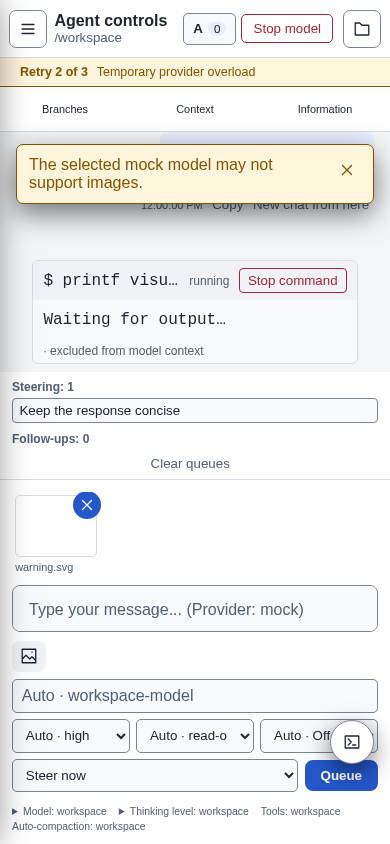 Agent controls
/workspace
A 0
Stop model
Retry 2 of 3 Temporary provider overload
Branches Context Information
The selected mock model may not
support images.
12:00:00 PM Copy New chat from here
$ printf visu… running Stop command
Waiting for output…
· excluded from model context
Steering: 1
Keep the response concise
Follow-ups: 0
Clear queues
warning.svg
Type your message... (Provider: mock)
Auto · workspace-model
Auto · high Auto · read-o Auto · Off
Steer now Queue
Model: workspace Thinking level: workspace Tools: workspace
Auto-compaction: workspace